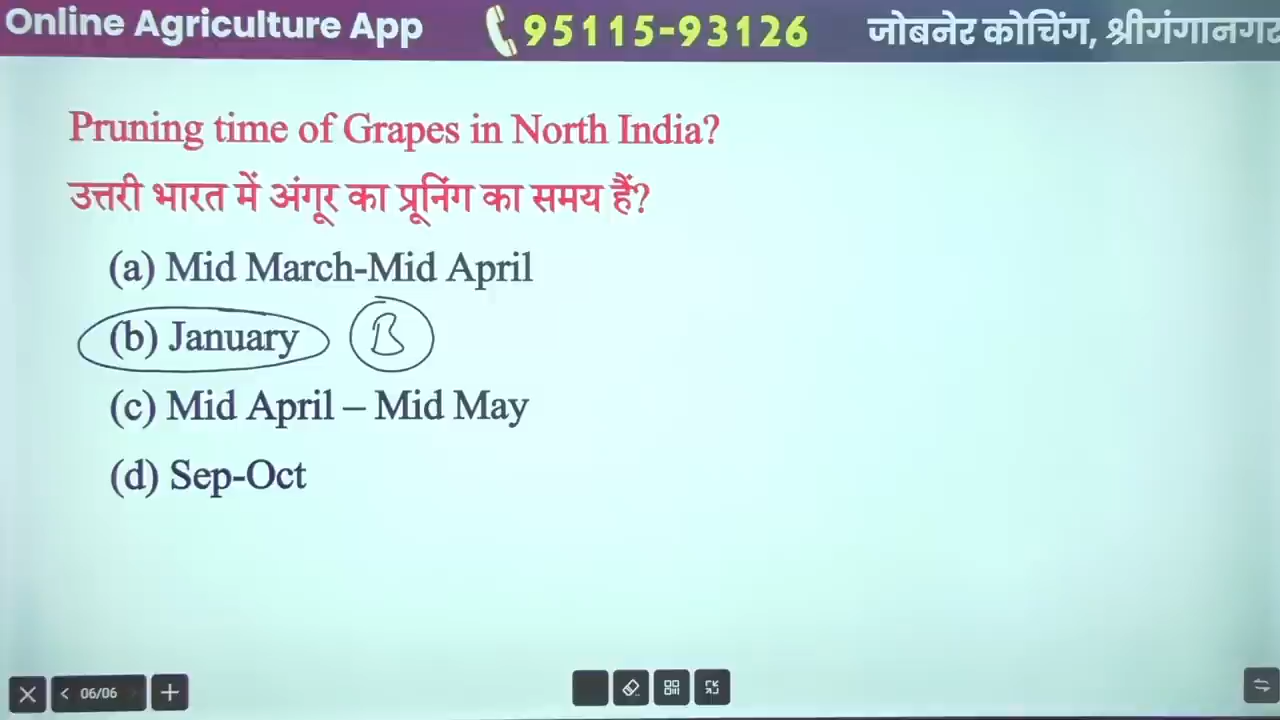 Online Agriculture App 95115-93126 जोबनेर कोचिंग, श्रीगंगानगर
Pruning time of Grapes in North India?
उत्तरी भारत में अंगूर का प्रूनिंग का समय हैं?
(a) Mid March-Mid April
(b) January B
(c) Mid April – Mid May
(d) Sep-Oct
06/06